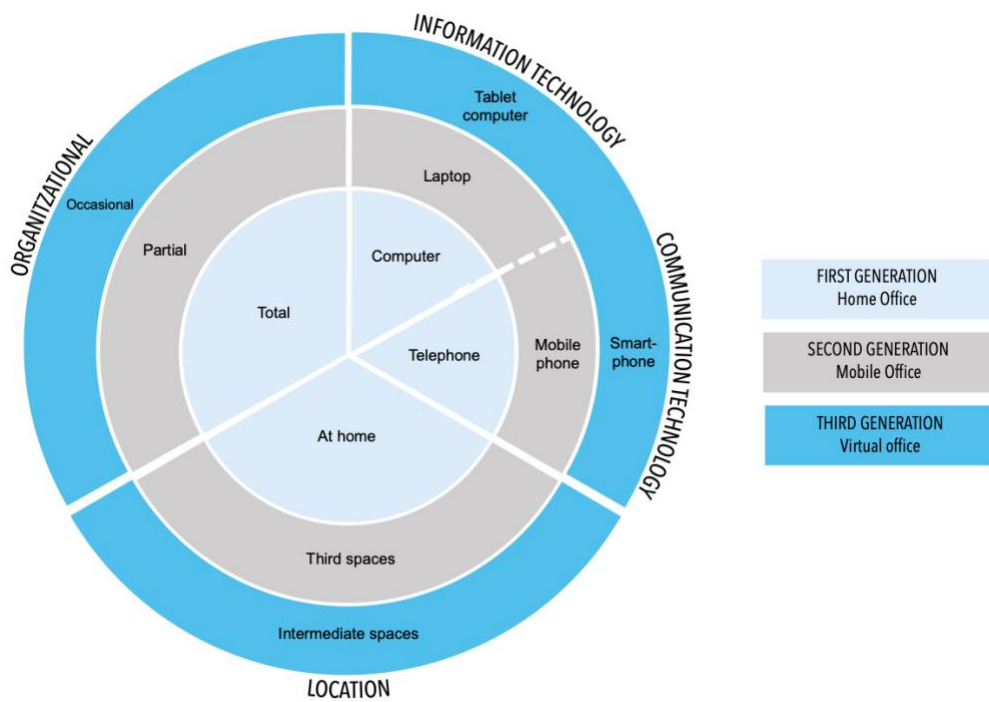 INFORMATION TECHNOLOGY
Tablet
computer
Laptop
Computer
ORGANITZATIONAL
Occasional
Partial
Total
COMMUNICATION TECHNOLOGY
Telephone
Mobile
phone
Smart-
phone
At home
Third spaces
Intermediate spaces
LOCATION
FIRST GENERATION
Home Office
SECOND GENERATION
Mobile Office
THIRD GENERATION
Virtual office